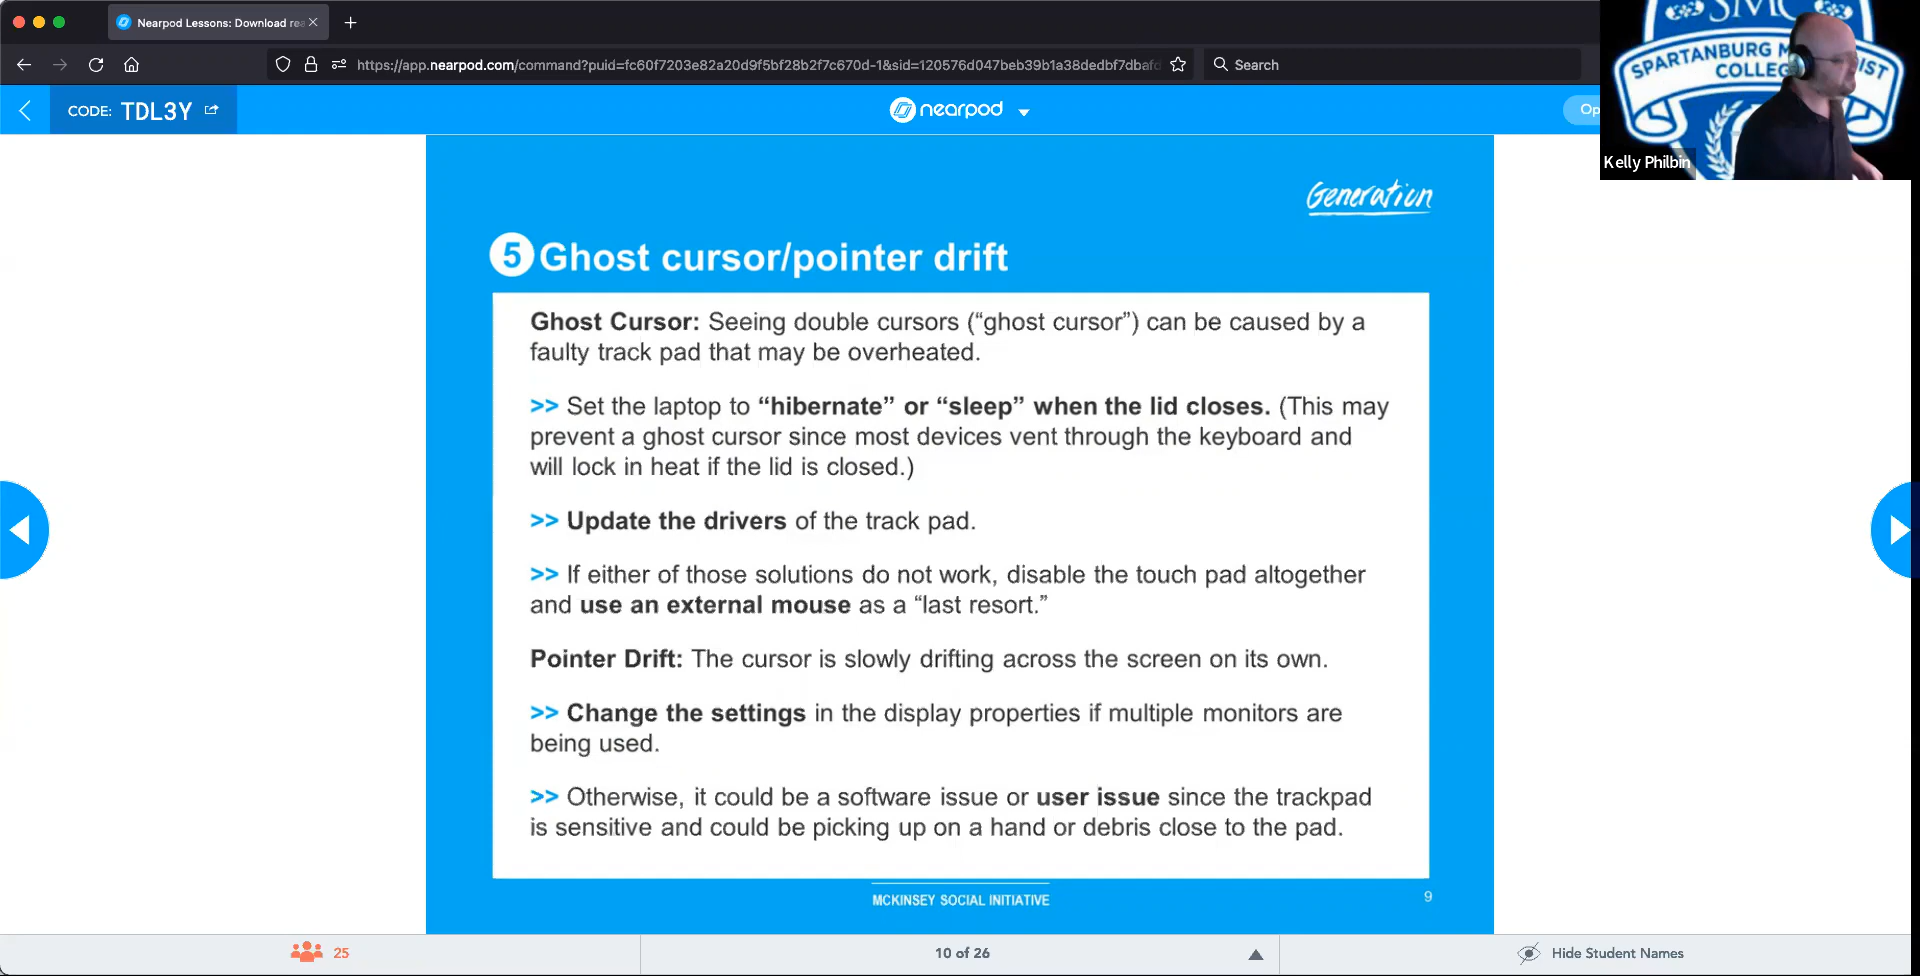 Nearpod Lessons: Download rea
https://app.nearpod.com/command?puid=fc60f7203e82a20d9f5bf28b2f7c670d-1&sid=120576d047beb39b1a38dedbf7dbafd
Search
CODE: TDL3Y
nearpod
Op
SMC
SPARTANBURG M IST
COLLEG
Kelly Philbin
Generation
5 Ghost cursor/pointer drift
Ghost Cursor: Seeing double cursors (“ghost cursor”) can be caused by a
faulty track pad that may be overheated.
>> Set the laptop to “hibernate” or “sleep” when the lid closes. (This may
prevent a ghost cursor since most devices vent through the keyboard and
will lock in heat if the lid is closed.)
>> Update the drivers of the track pad.
>> If either of those solutions do not work, disable the touch pad altogether
and use an external mouse as a “last resort.”
Pointer Drift: The cursor is slowly drifting across the screen on its own.
>> Change the settings in the display properties if multiple monitors are
being used.
>> Otherwise, it could be a software issue or user issue since the trackpad
is sensitive and could be picking up on a hand or debris close to the pad.
MCKINSEY SOCIAL INITIATIVE
9
25
10 of 26
Hide Student Names